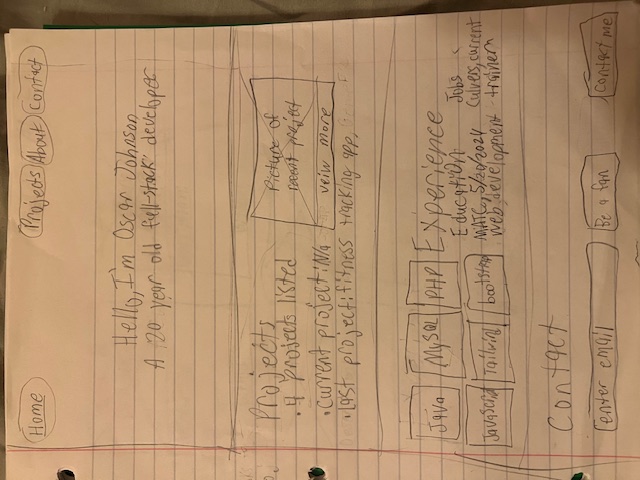 Home
Projects About Contact
Hello, I'm Oscar Johnson
A 20 year old full-stack developer
Projects
• 4 projects listed
• current project: N/a
• Last project: fitness tracking app,
Picture of
recent project
veiw more
Java MySQL PHP
Javascript Tailwind bootstrap
Experience
Education
MATC, 5/20/2024
web development
Jobs
Culvers, current
trainer
Contact
enter email
Be a fan
Contact me